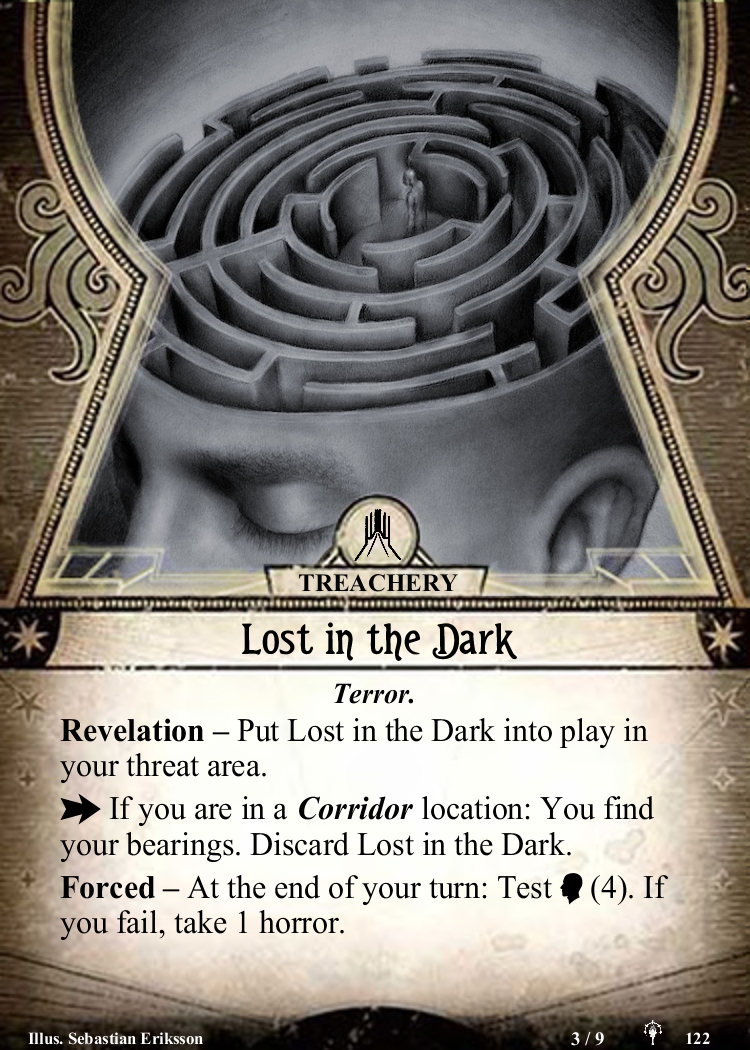 TREACHERY
Lost in the Dark
Terror.
Revelation – Put Lost in the Dark into play in
your threat area.
If you are in a Corridor location: You find
your bearings. Discard Lost in the Dark.
Forced – At the end of your turn: Test (4). If
you fail, take 1 horror.
Illus. Sebastian Eriksson
3 / 9
122